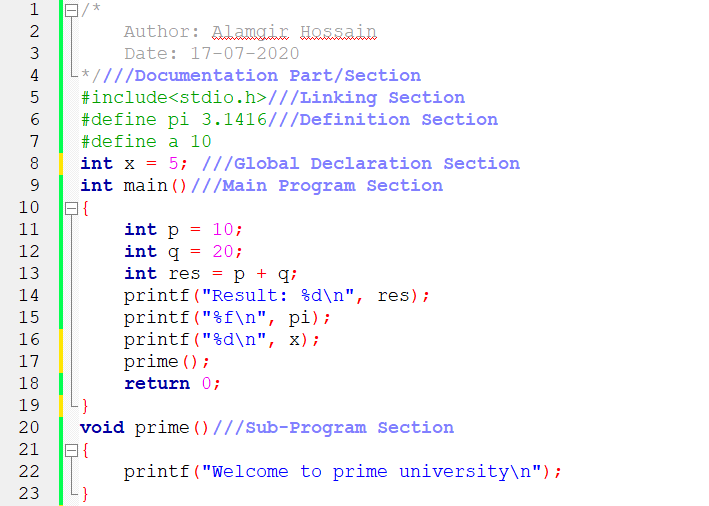 1 /*
2 Author: Alamgir Hossain
3 Date: 17-07-2020
4 *////Documentation Part/Section
5 #include<stdio.h>///Linking Section
6 #define pi 3.1416///Definition Section
7 #define a 10
8 int x = 5; ///Global Declaration Section
9 int main()///Main Program Section
10 {
11 int p = 10;
12 int q = 20;
13 int res = p + q;
14 printf("Result: %d\n", res);
15 printf("%f\n", pi);
16 printf("%d\n", x);
17 prime();
18 return 0;
19 }
20 void prime()///Sub-Program Section
21 {
22 printf("Welcome to prime university\n");
23 }